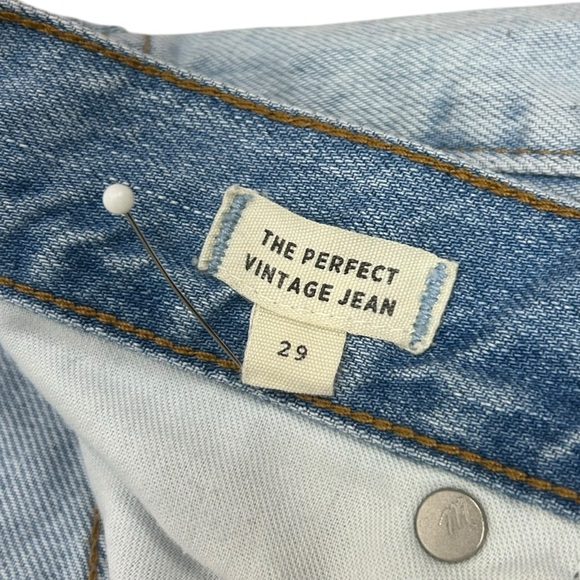 THE PERFECT
VINTAGE JEAN
29